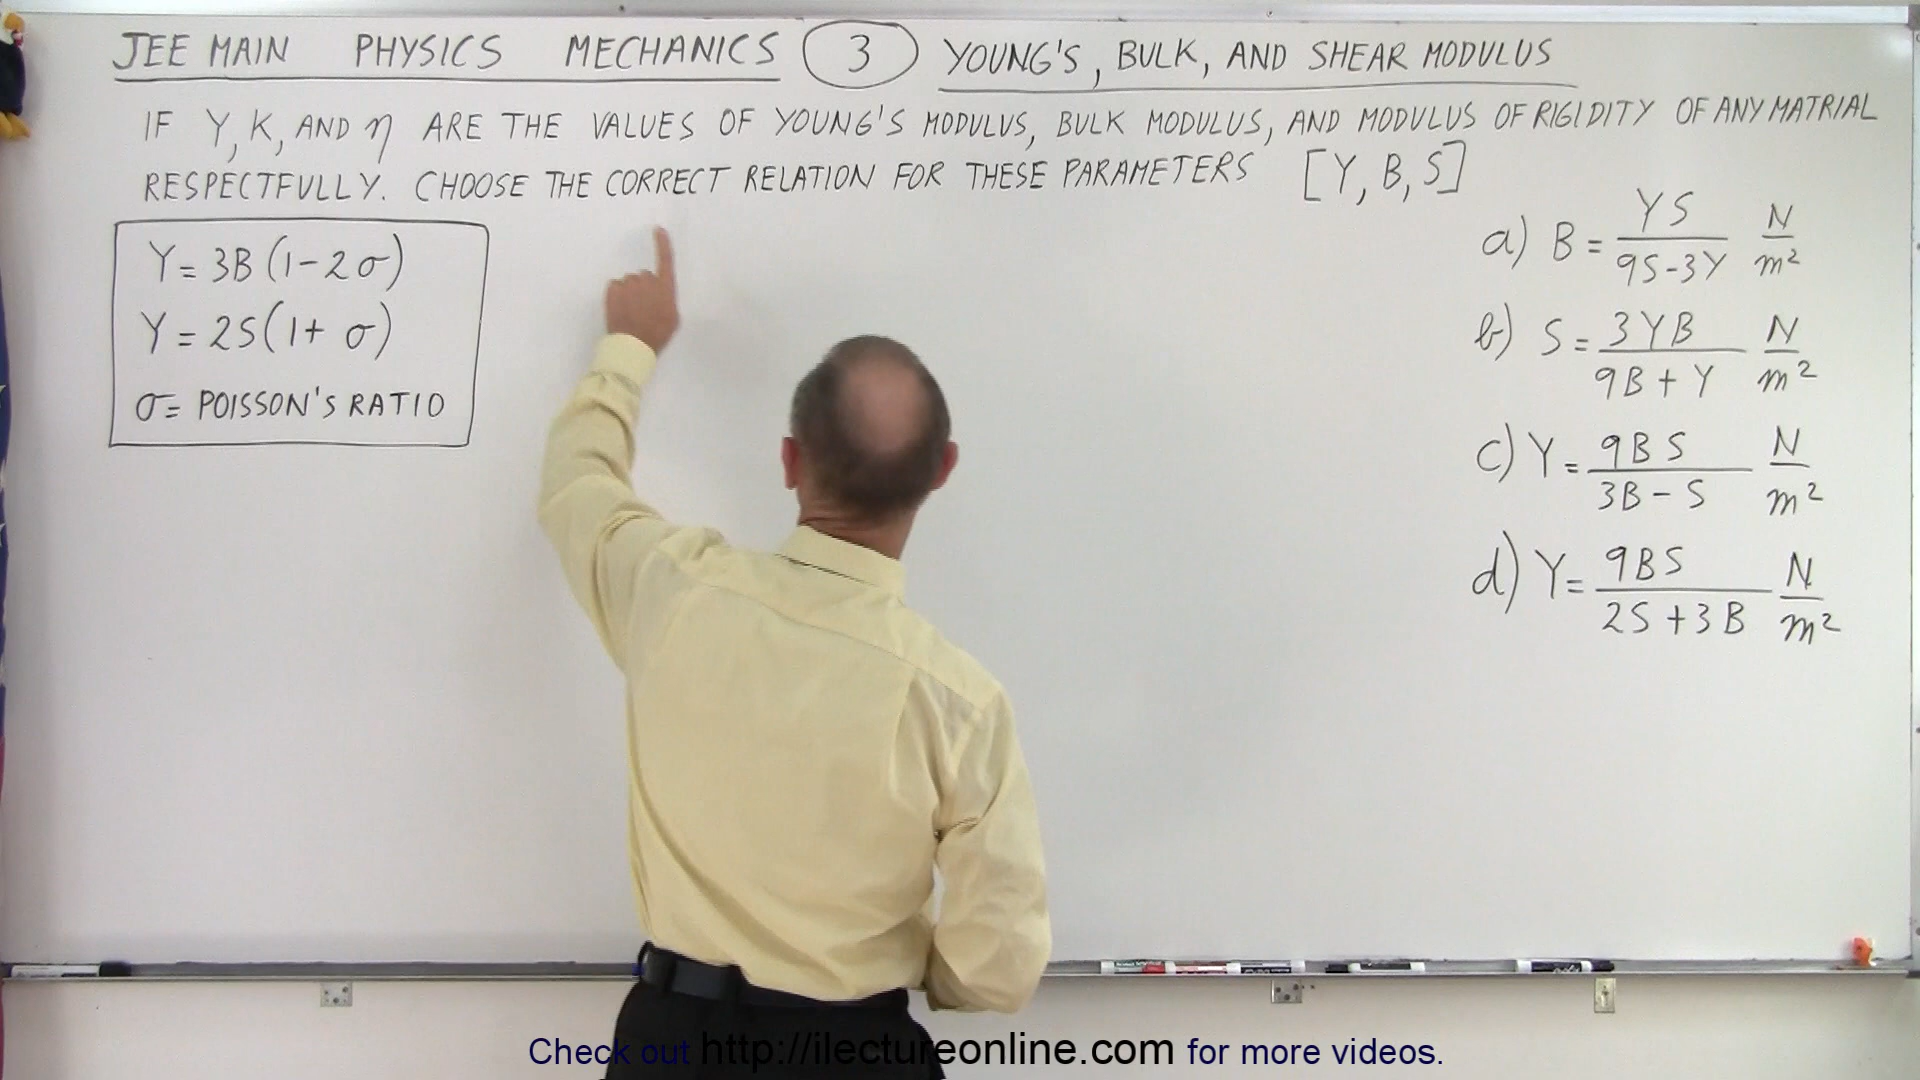 JEE MAIN PHYSICS MECHANICS 3 YOUNG'S, BULK, AND SHEAR MODULUS
IF Y, K, AND η ARE THE VALUES OF YOUNG'S MODULUS, BULK MODULUS, AND MODULUS OF RIGIDITY OF ANY MATRIAL
RESPECTFULLY. CHOOSE THE CORRECT RELATION FOR THESE PARAMETERS [Y, B, S]
Y = 3B (1 - 2σ)
Y = 2S (1 + σ)
σ = POISSON'S RATIO
a) B = YS / (9S - 3Y) N/m²
b) S = 3YB / (9B + Y) N/m²
c) Y = 9BS / (3B - S) N/m²
d) Y = 9BS / (2S + 3B) N/m²
Check out http://ilectureonline.com for more videos.